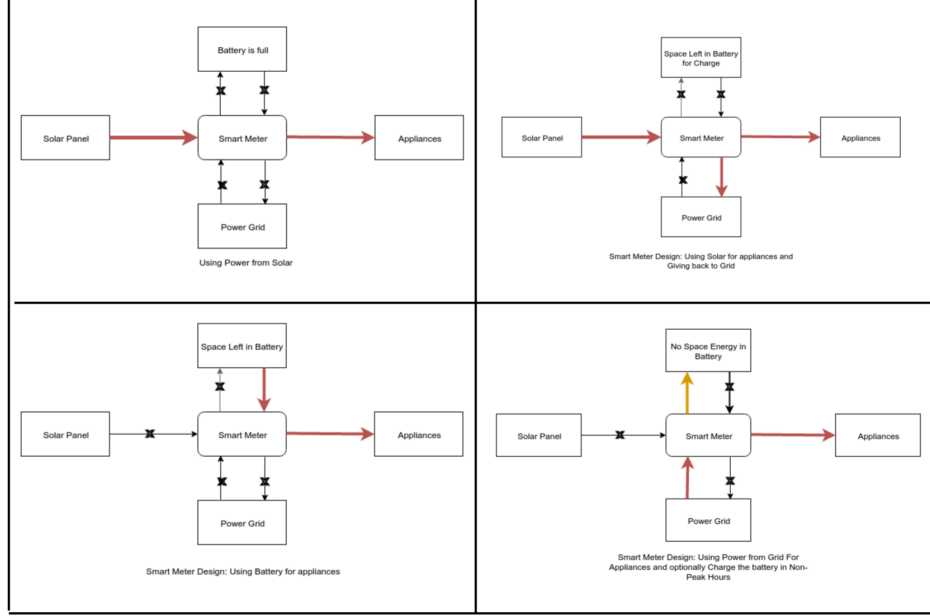 Battery is full
Solar Panel
Smart Meter
Appliances
Power Grid
Using Power from Solar
Space Left in Battery
for Charge
Solar Panel
Smart Meter
Appliances
Power Grid
Smart Meter Design: Using Solar for appliances and
Giving back to Grid
Space Left in Battery
Solar Panel
Smart Meter
Appliances
Power Grid
Smart Meter Design: Using Battery for appliances
No Space Energy in
Battery
Solar Panel
Smart Meter
Appliances
Power Grid
Smart Meter Design: Using Power from Grid For
Appliances and optionally Charge the battery in Non-
Peak Hours